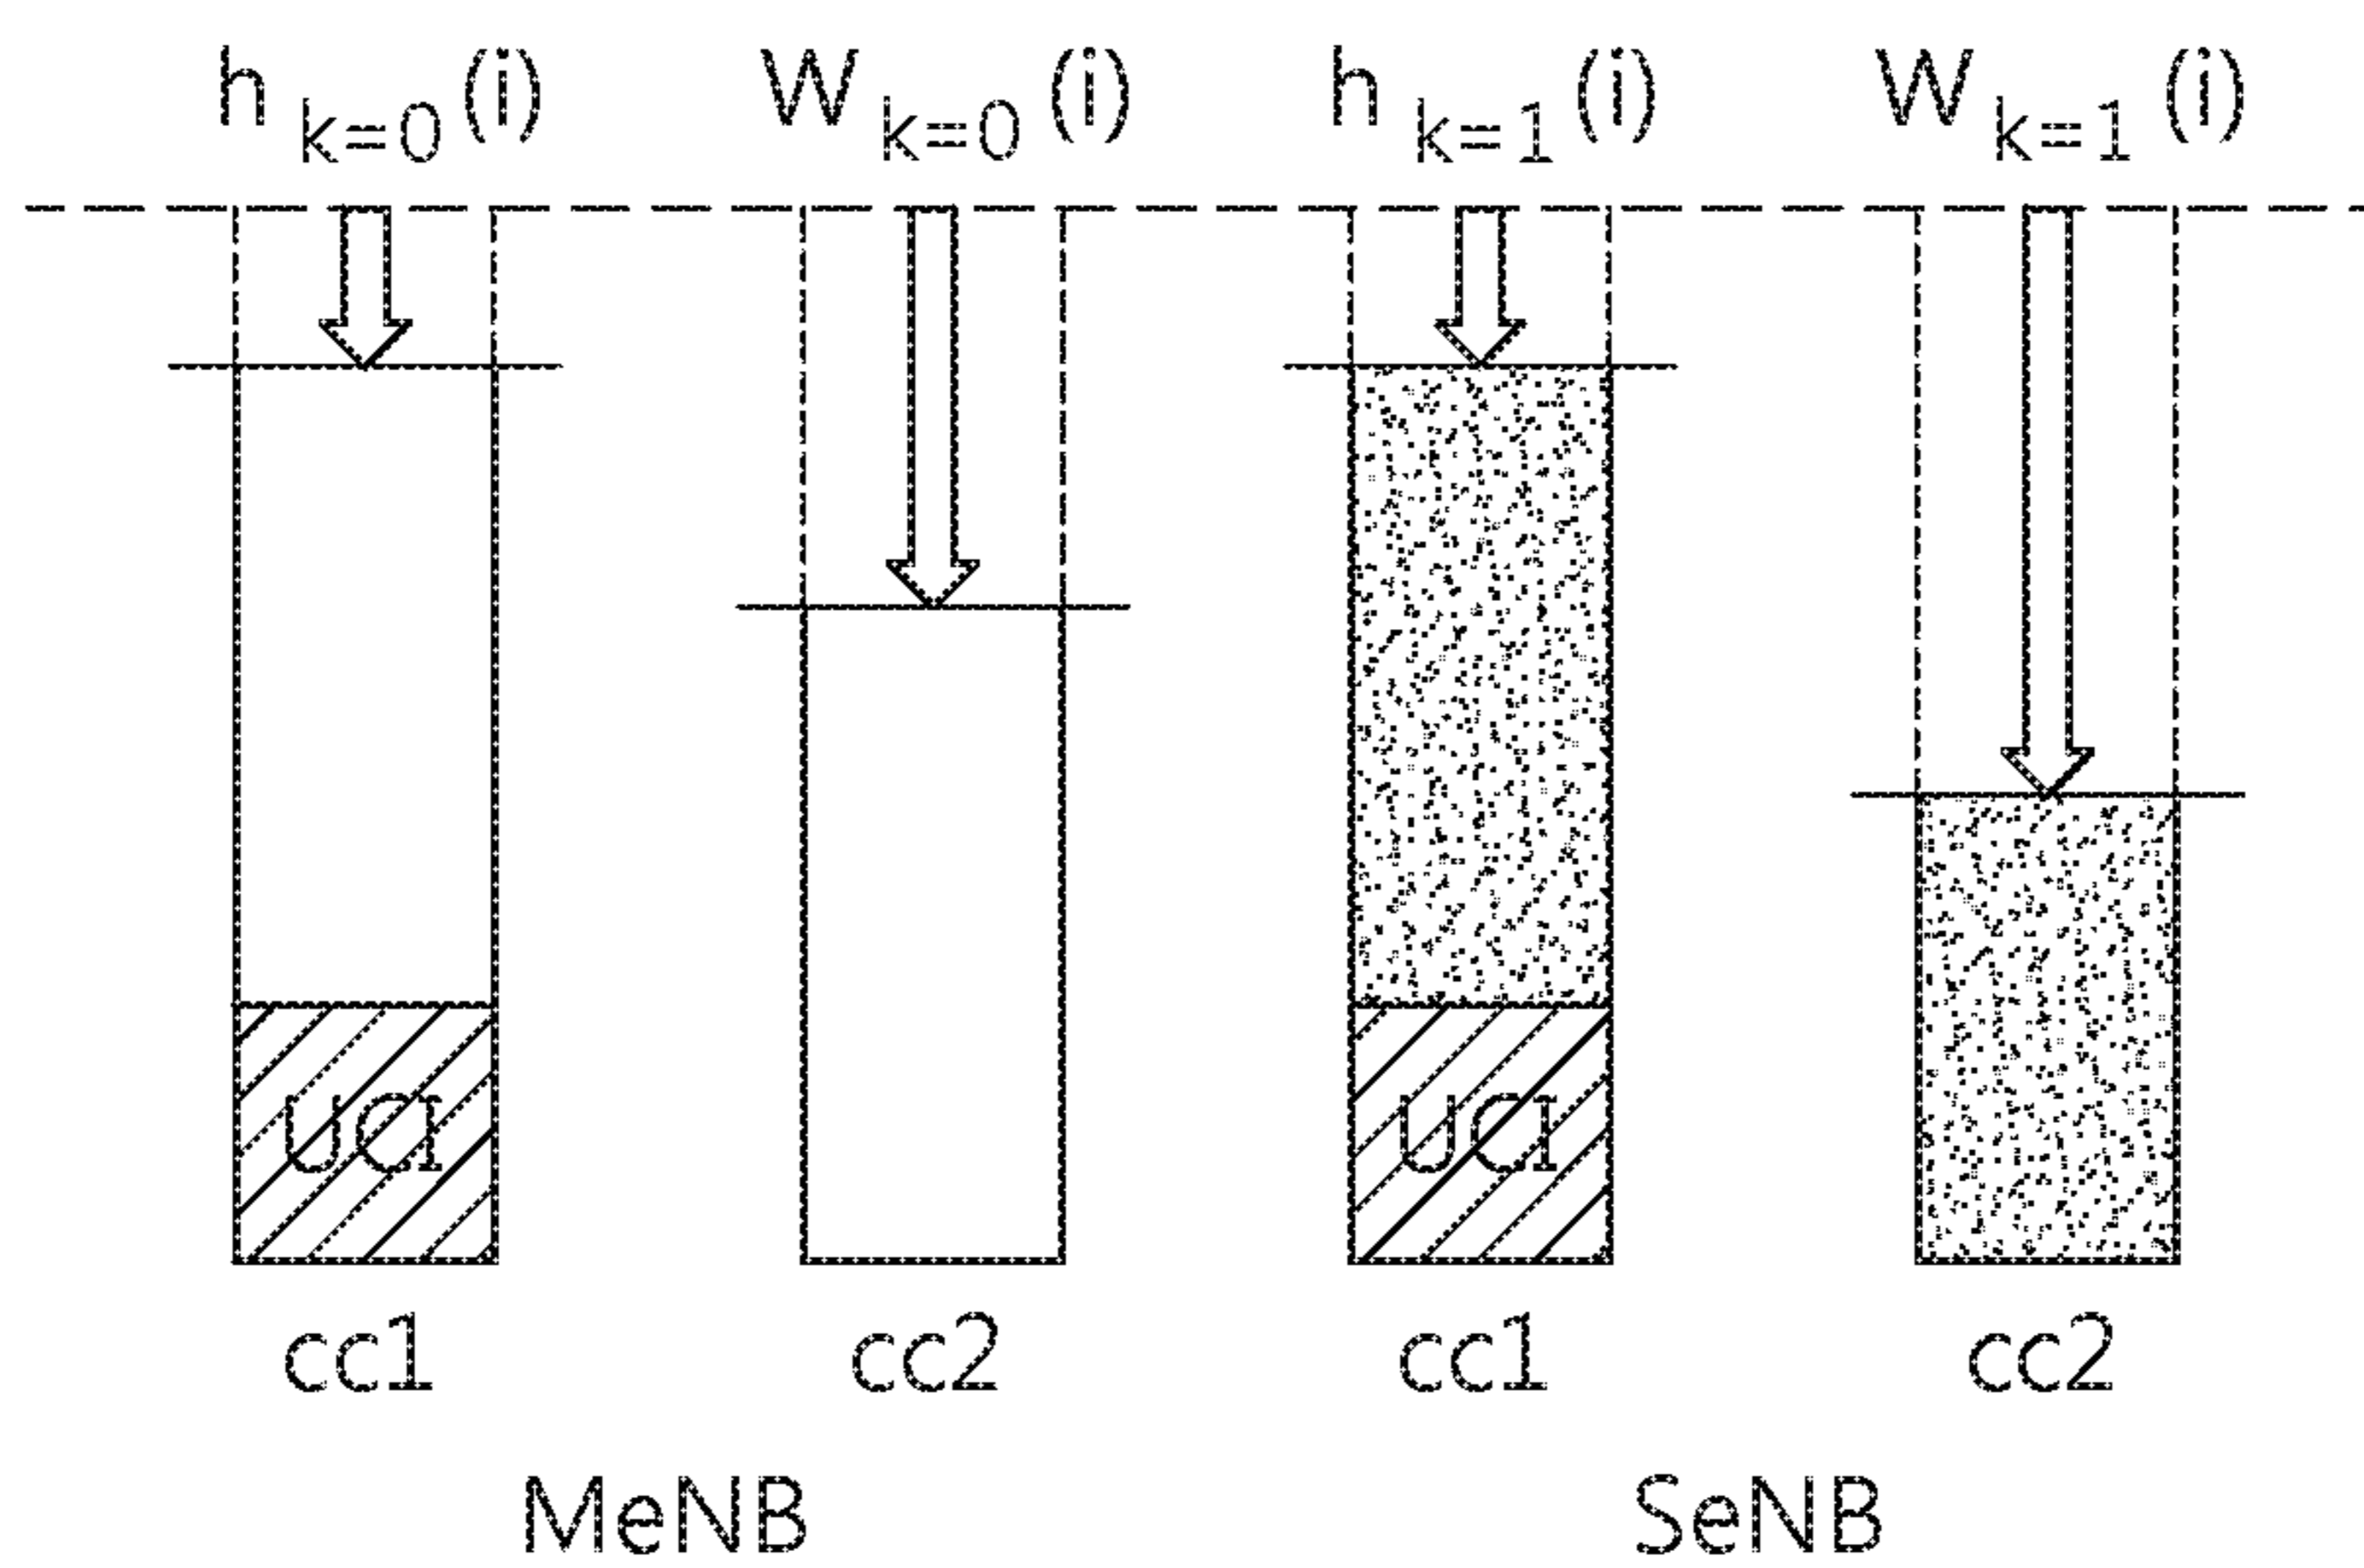 h k=0 (i) W k=0 (i) h k=1 (i) W k=1 (i)
UCI UCI
cc1 cc2 cc1 cc2
MeNB SeNB